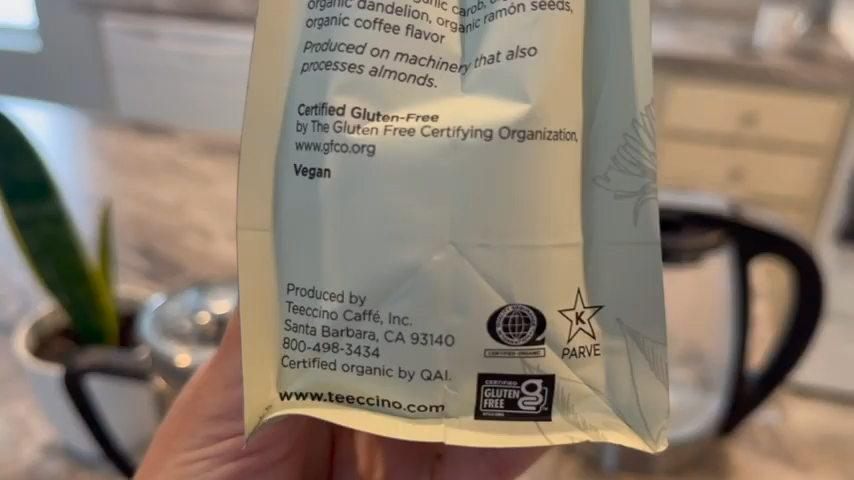 organic carob,
organic dandelion, organic ramón seeds,
organic coffee flavor
Produced on machinery that also
processes almonds.
Certified Gluten-Free
by The Gluten Free Certifying Organization,
www.gfco.org
Vegan
Produced by
Teeccino Caffé, Inc.
Santa Barbara, CA 93140
800-498-3434
Certified organic by QAI.
www.teeccino.com
CERTIFIED ORGANIC
K
PARVE
CERTIFIED
GLUTEN
FREE
g